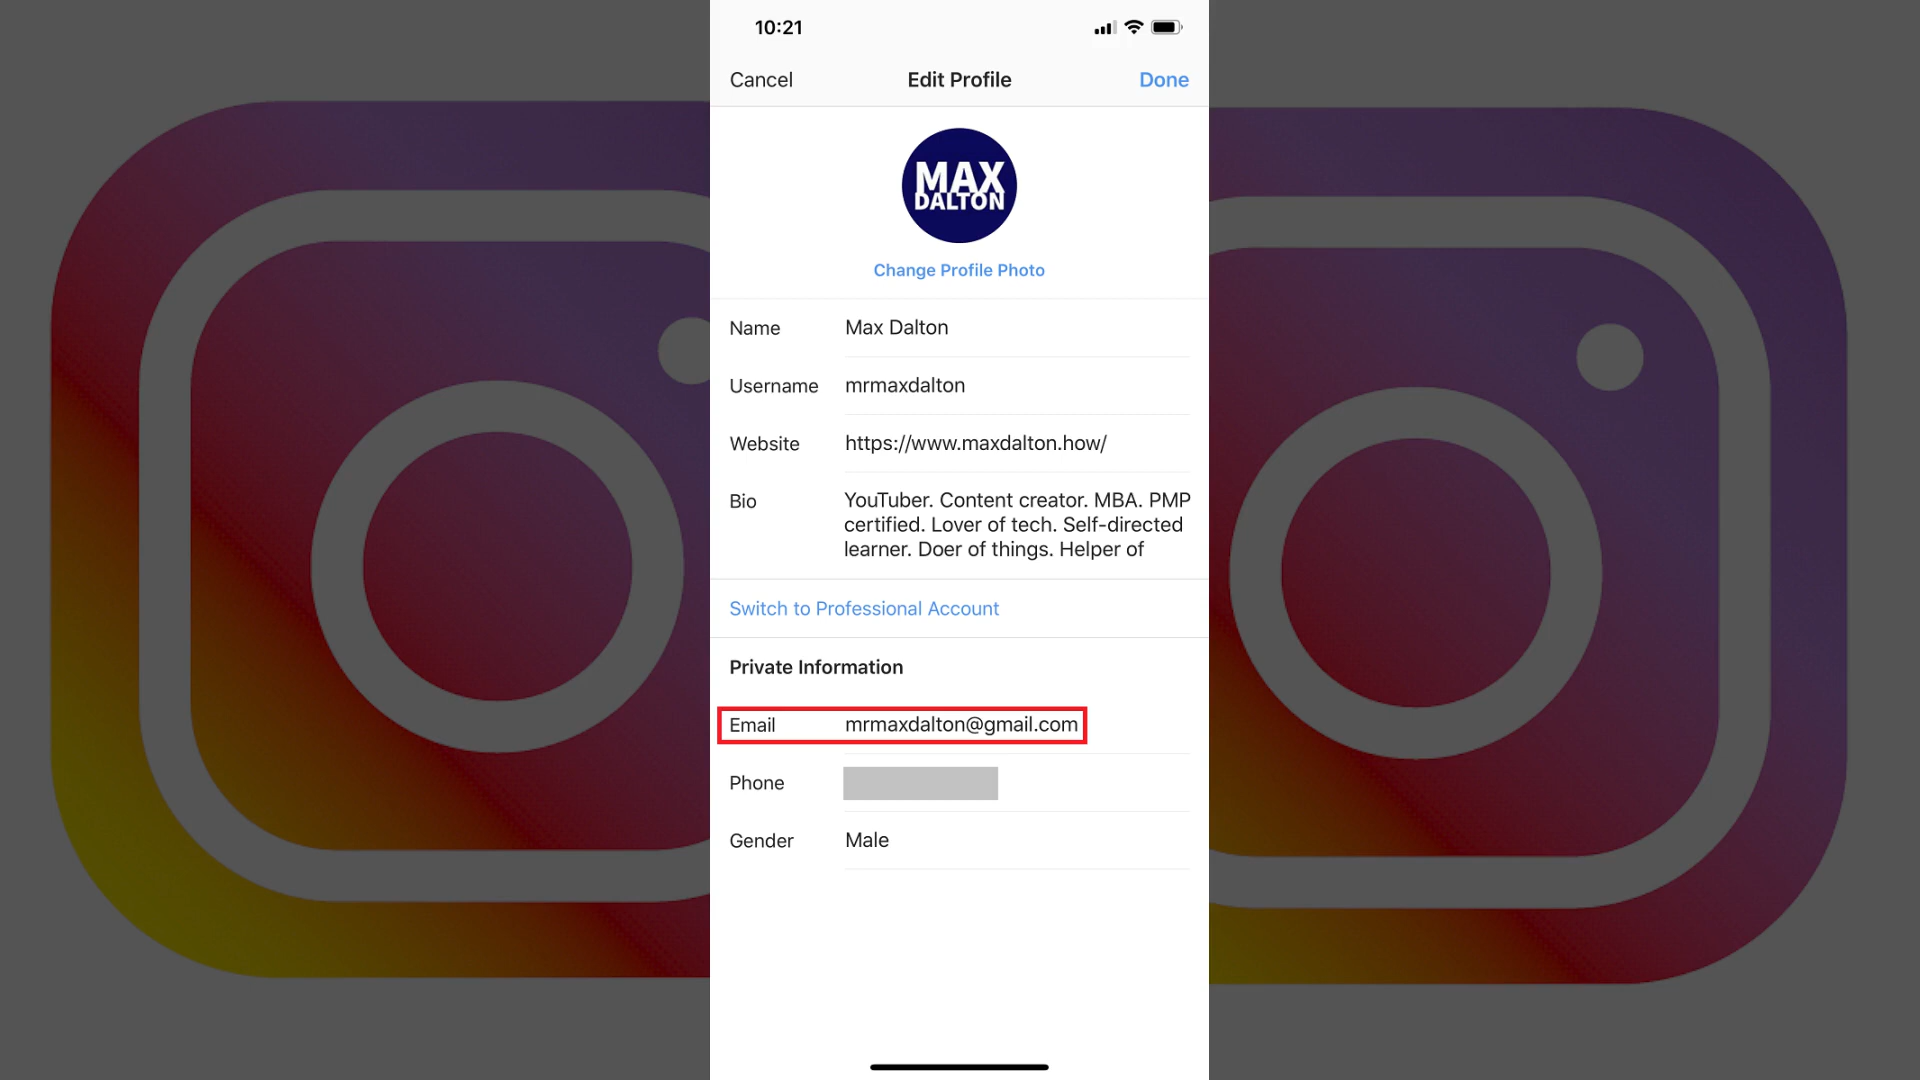 10:21
Cancel Edit Profile Done
MAX
DALTON
Change Profile Photo
Name Max Dalton
Username mrmaxdalton
Website https://www.maxdalton.how/
Bio YouTuber. Content creator. MBA. PMP
certified. Lover of tech. Self-directed
learner. Doer of things. Helper of
Switch to Professional Account
Private Information
Email mrmaxdalton@gmail.com
Phone
Gender Male